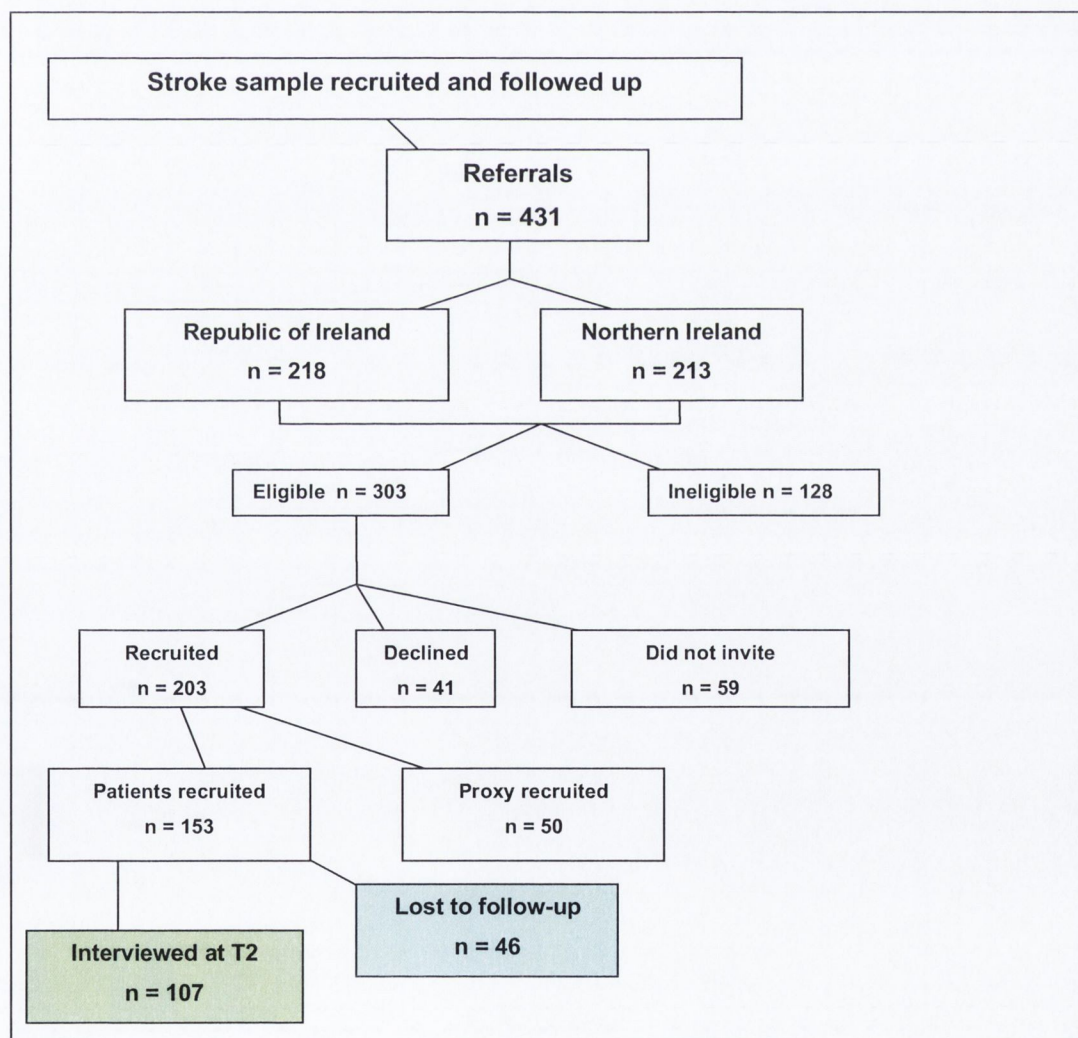 Stroke sample recruited and followed up
Referrals
n = 431
Republic of Ireland
n = 218
Northern Ireland
n = 213
Eligible n = 303
Ineligible n = 128
Recruited
n = 203
Declined
n = 41
Did not invite
n = 59
Patients recruited
n = 153
Proxy recruited
n = 50
Lost to follow-up
n = 46
Interviewed at T2
n = 107